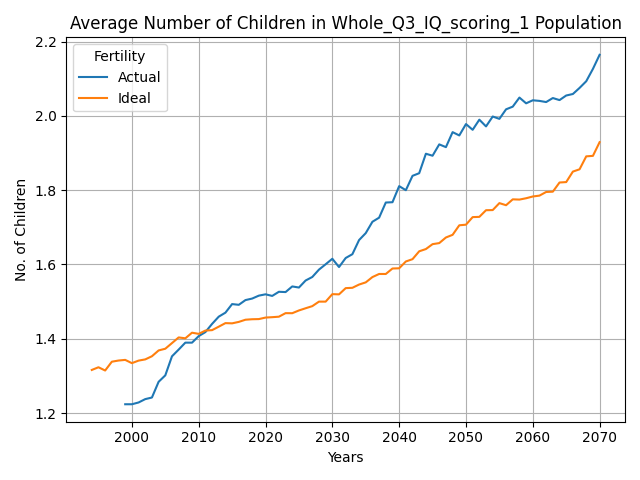 Average Number of Children in Whole_Q3_IQ_scoring_1 Population
Fertility
Actual
Ideal
No. of Children
2.2
2.0
1.8
1.6
1.4
1.2
2000 2010 2020 2030 2040 2050 2060 2070
Years